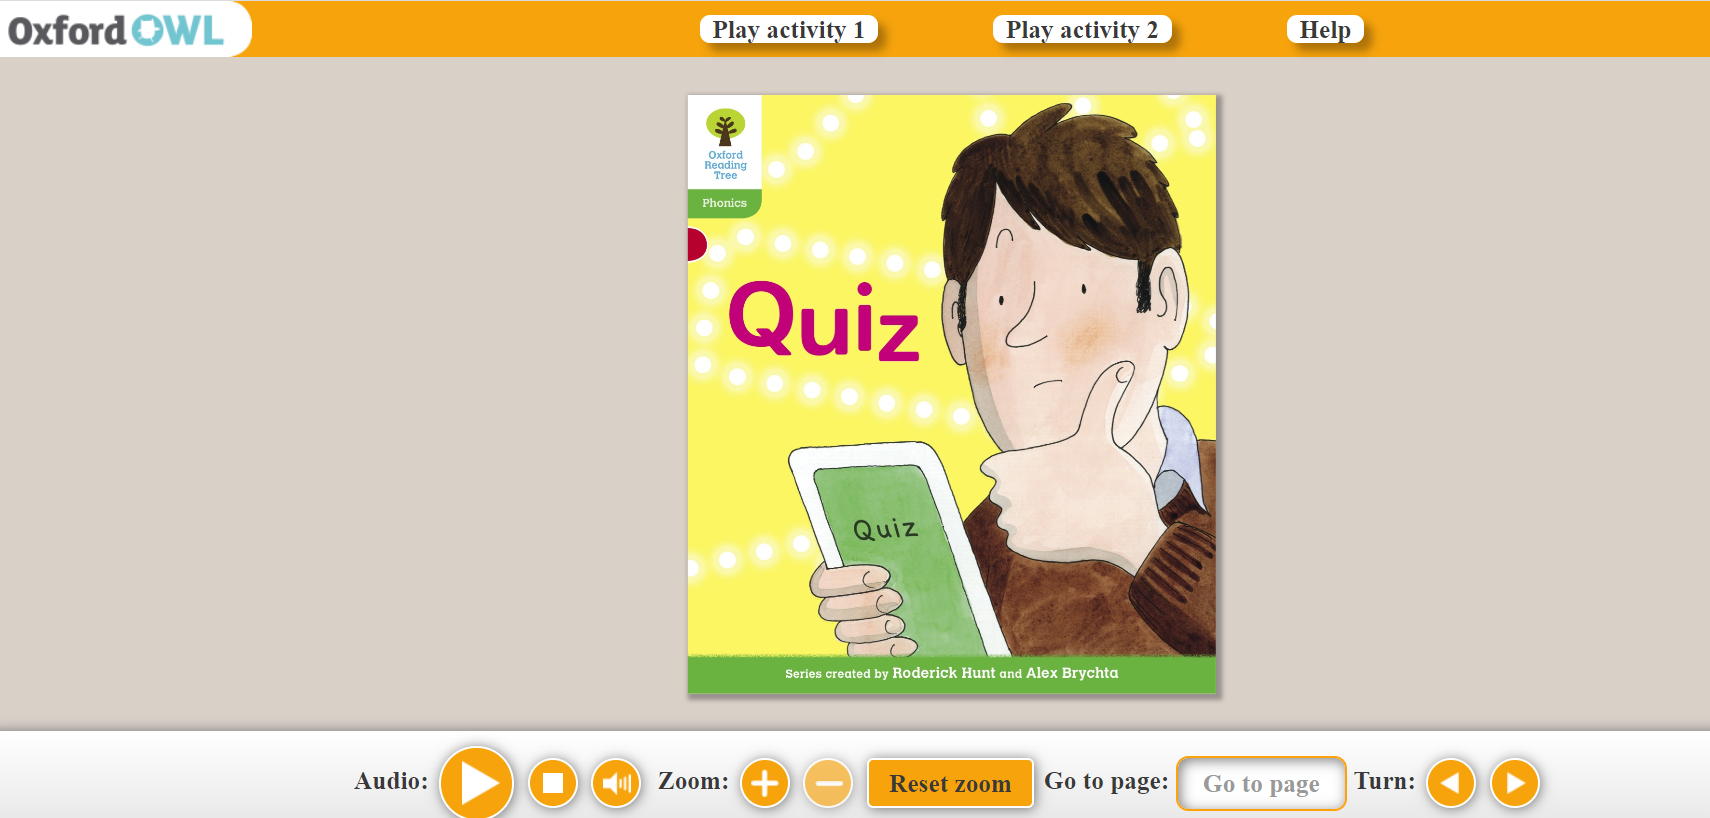 Oxford OWL
Play activity 1
Play activity 2
Help
Oxford
Reading
Tree
Phonics
Quiz
Quiz
Series created by Roderick Hunt and Alex Brychta
Audio:
Zoom:
Reset zoom
Go to page:
Go to page
Turn: